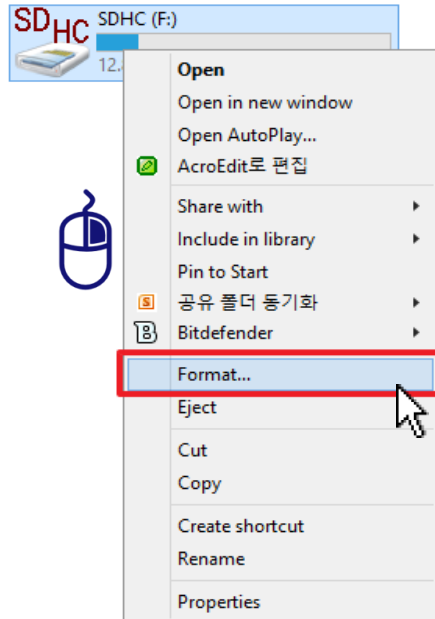 SDHC
SDHC (F:)
12.
Open
Open in new window
Open AutoPlay...
AcroEdit로 편집
Share with
Include in library
Pin to Start
S
공유 폴더 동기화
B
Bitdefender
Format...
Eject
Cut
Copy
Create shortcut
Rename
Properties